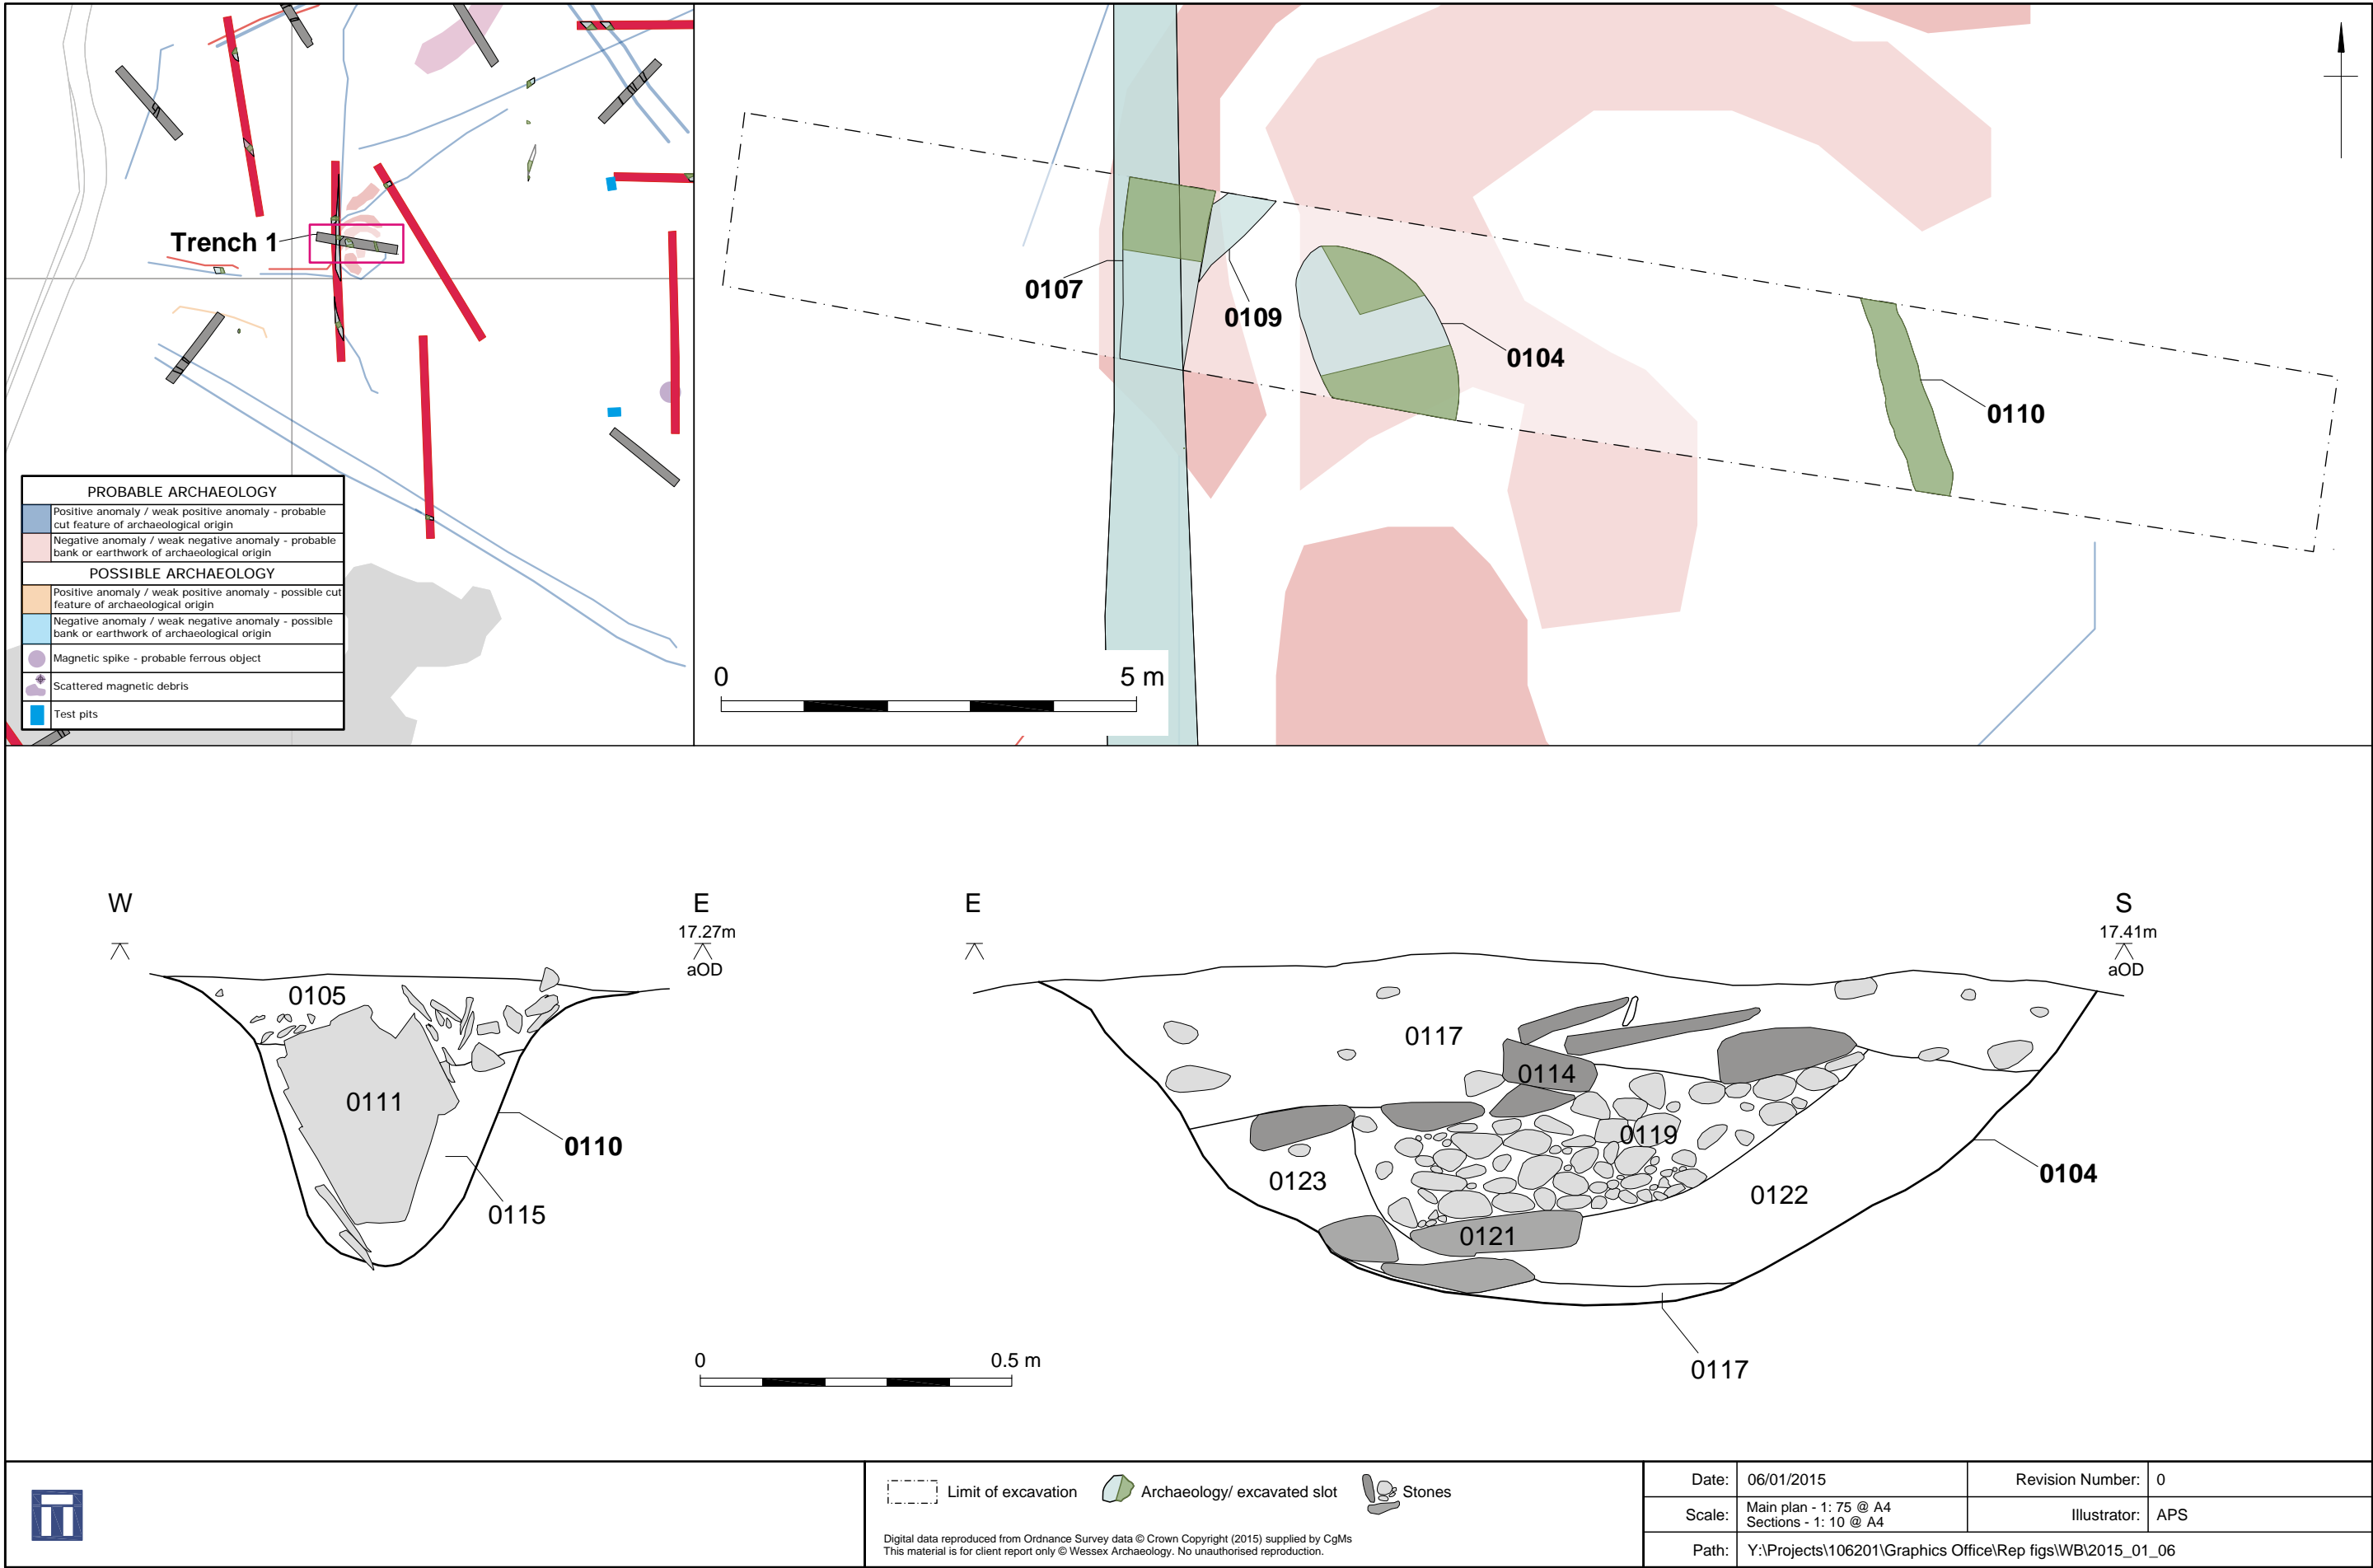 Trench 1
PROBABLE ARCHAEOLOGY
Positive anomaly / weak positive anomaly - probable
cut feature of archaeological origin
Negative anomaly / weak negative anomaly - probable
bank or earthwork of archaeological origin
POSSIBLE ARCHAEOLOGY
Positive anomaly / weak positive anomaly - possible cut
feature of archaeological origin
Negative anomaly / weak negative anomaly - possible
bank or earthwork of archaeological origin
Magnetic spike - probable ferrous object
Scattered magnetic debris
Test pits
0107
0109
0104
0110
0 5 m
W E
17.27m
aOD
0105
0111
0110
0115
E S
17.41m
aOD
0117
0114
0119
0123
0122
0104
0121
0117
0 0.5 m
Limit of excavation
Archaeology/ excavated slot
Stones
Digital data reproduced from Ordnance Survey data © Crown Copyright (2015) supplied by CgMs
This material is for client report only © Wessex Archaeology. No unauthorised reproduction.
Date: 06/01/2015 Revision Number: 0
Scale: Main plan - 1: 75 @ A4
Sections - 1: 10 @ A4
Illustrator: APS
Path: Y:\Projects\106201\Graphics Office\Rep figs\WB\2015_01_06